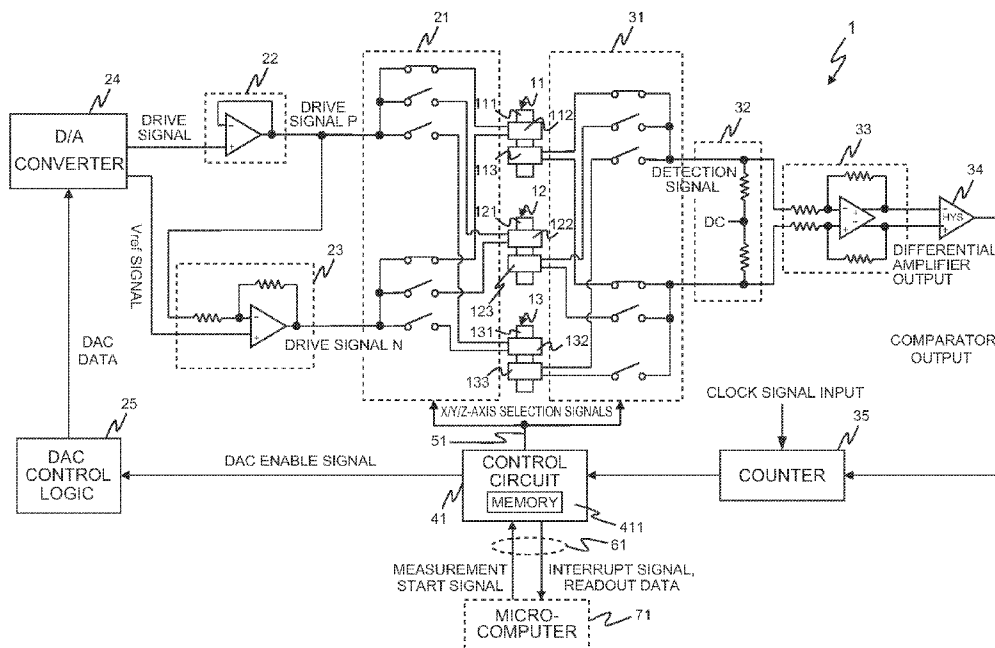 1
21
31
22
24
DRIVE
SIGNAL
DRIVE
SIGNAL P
D/A
CONVERTER
11
111
112
113
32
33
34
DETECTION
SIGNAL
HYS
12
121
122
123
DC
Vref SIGNAL
23
DIFFERENTIAL
AMPLIFIER
OUTPUT
13
131
132
133
DRIVE SIGNAL N
DAC
DATA
COMPARATOR
OUTPUT
X/Y/Z-AXIS SELECTION SIGNALS
CLOCK SIGNAL INPUT
25
51
35
DAC
CONTROL
LOGIC
DAC ENABLE SIGNAL
CONTROL
CIRCUIT
MEMORY
COUNTER
41
411
61
MEASUREMENT
START SIGNAL
INTERRUPT SIGNAL,
READOUT DATA
MICRO-
COMPUTER
71